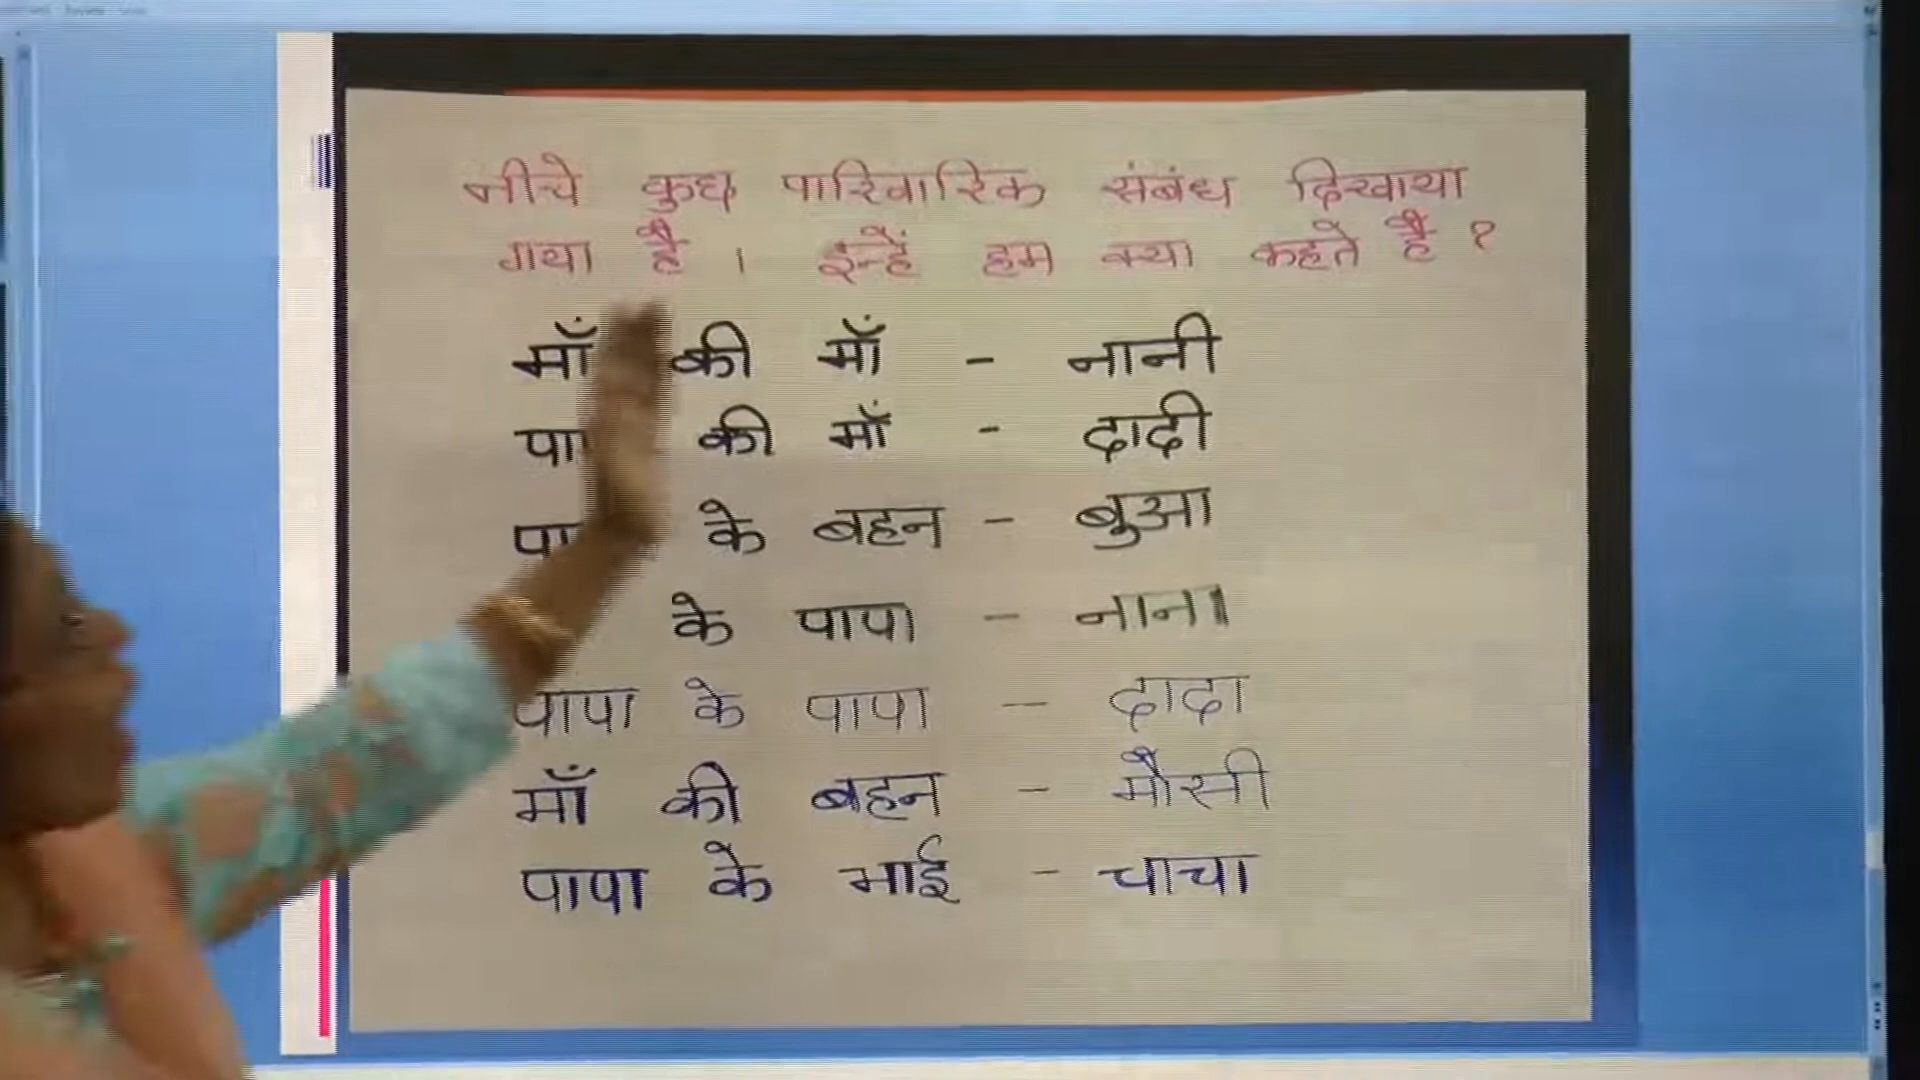 नीचे कुछ पारिवारिक संबंध दिखाया
गया है । इन्हें हम क्या कहते है ?
माँ की माँ - नानी
की माँ - दादी
के बहन - बुआ
के पापा - नाना
पापा के पापा - दादा
माँ की बहन - मौसी
पापा के भाई - चाचा